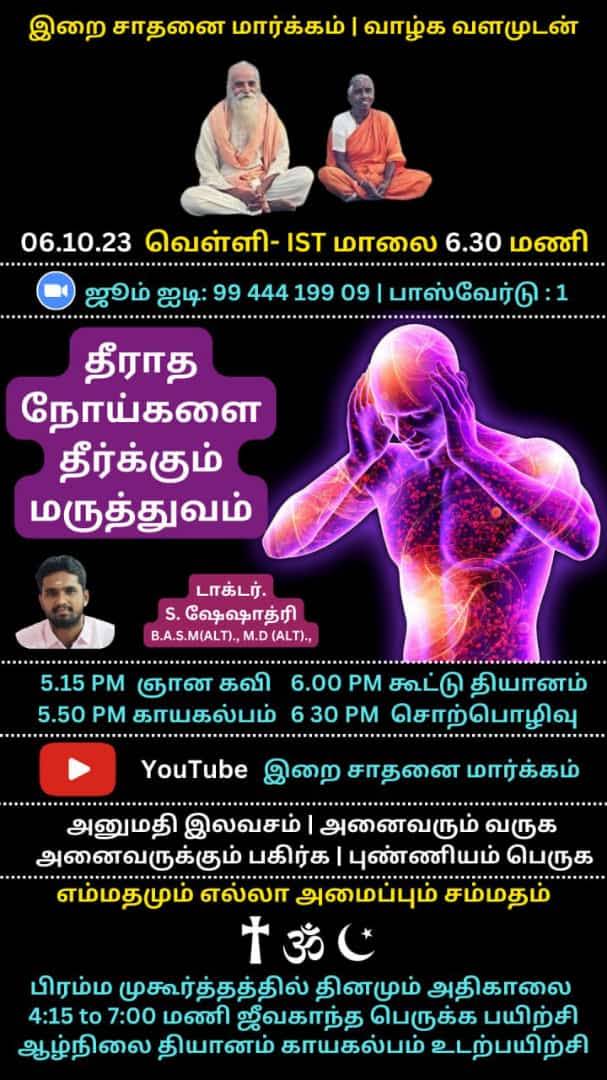 இறை சாதனை மார்க்கம் | வாழ்க வளமுடன்
06.10.23 வெள்ளி- IST மாலை 6.30 மணி
ஜூம் ஐடி: 99 444 199 09 | பாஸ்வேர்டு : 1
தீராத
நோய்களை
தீர்க்கும்
மருத்துவம்
டாக்டர்.
S. ஷேஷாத்ரி
B.A.S.M(ALT)., M.D (ALT).,
5.15 PM ஞான கவி 6.00 PM கூட்டு தியானம்
5.50 PM காயகல்பம் 6 30 PM சொற்பொழிவு
YouTube இறை சாதனை மார்க்கம்
அனுமதி இலவசம் | அனைவரும் வருக
அனைவருக்கும் பகிர்க | புண்ணியம் பெருக
எம்மதமும் எல்லா அமைப்பும் சம்மதம்
ௐ
பிரம்ம முகூர்த்தத்தில் தினமும் அதிகாலை
4:15 to 7:00 மணி ஜீவகாந்த பெருக்க பயிற்சி
ஆழ்நிலை தியானம் காயகல்பம் உடற்பயிற்சி